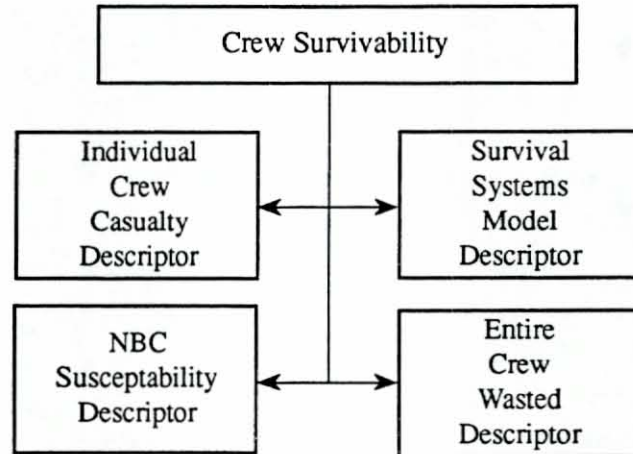 Crew Survivability
Individual
Crew
Casualty
Descriptor
Survival
Systems
Model
Descriptor
NBC
Susceptability
Descriptor
Entire
Crew
Wasted
Descriptor